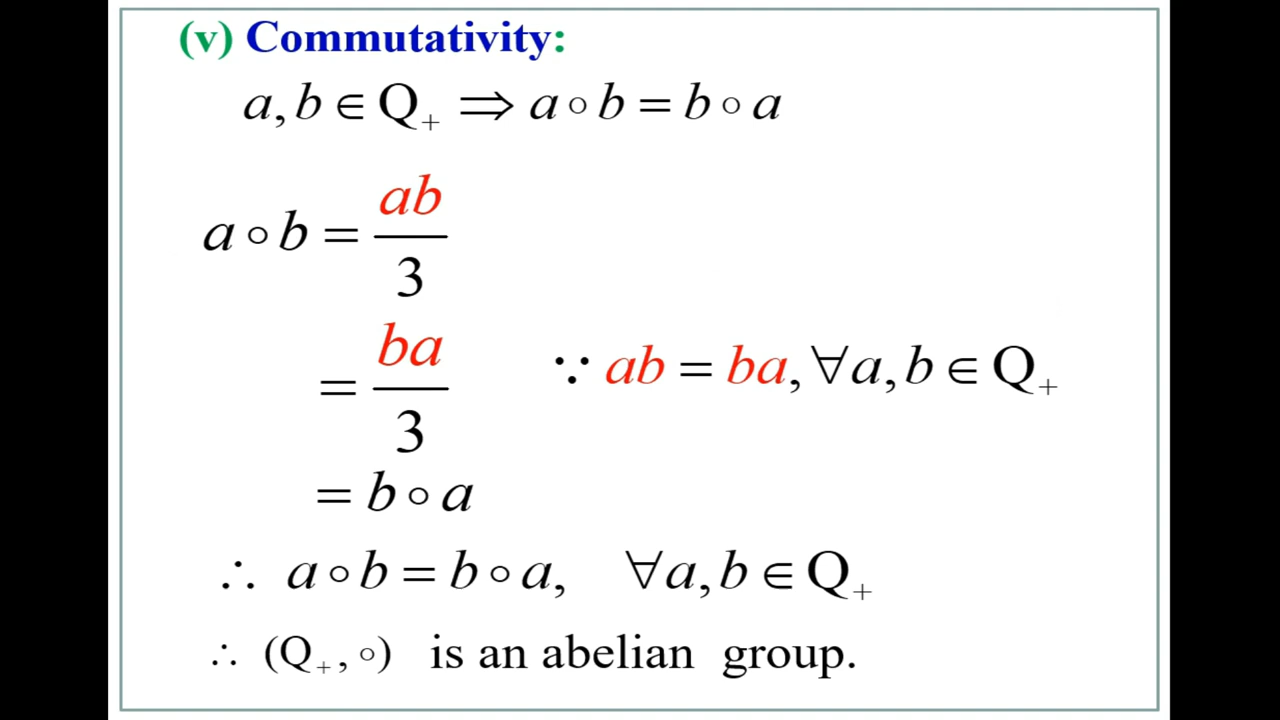 (v) Commutativity:
a, b ∈ Q₊ ⇒ a ∘ b = b ∘ a
a ∘ b = ab/3
= ba/3 ∵ ab = ba, ∀a, b ∈ Q₊
= b ∘ a
∴ a ∘ b = b ∘ a, ∀a, b ∈ Q₊
∴ (Q₊, ∘) is an abelian group.